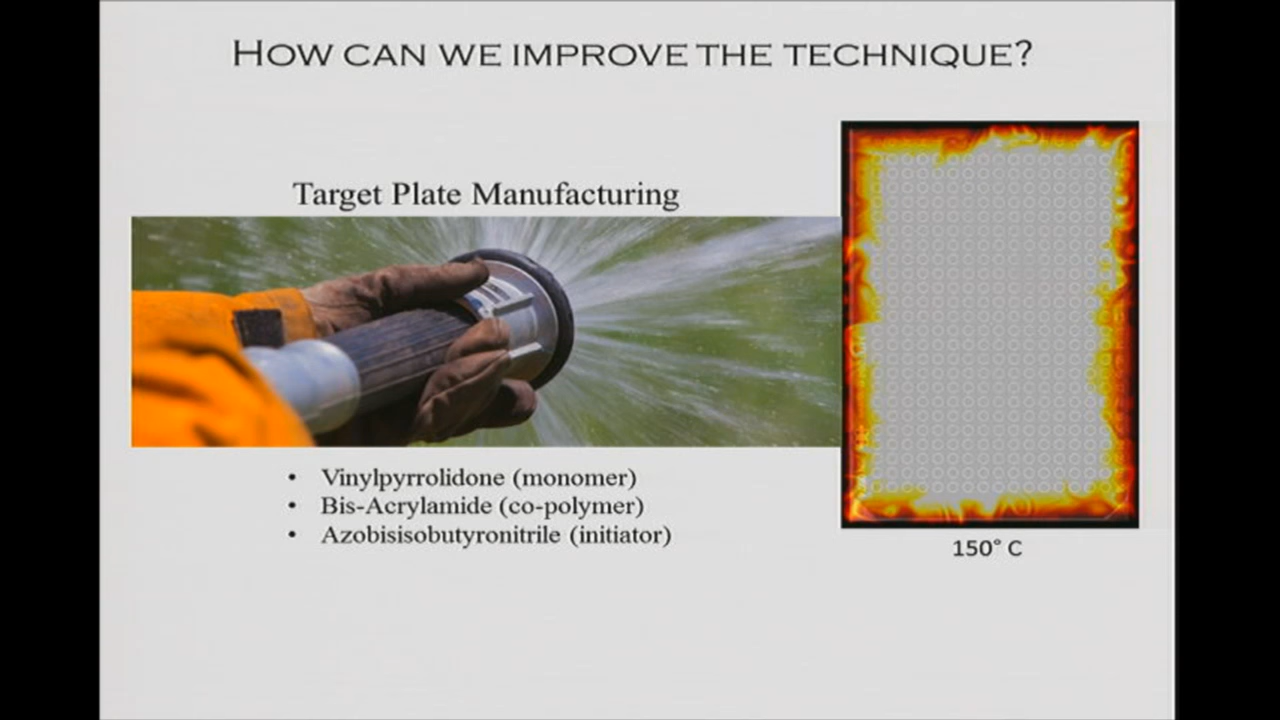 How can we improve the technique?
Target Plate Manufacturing
• Vinylpyrrolidone (monomer)
• Bis-Acrylamide (co-polymer)
• Azobisisobutyronitrile (initiator)
150° C